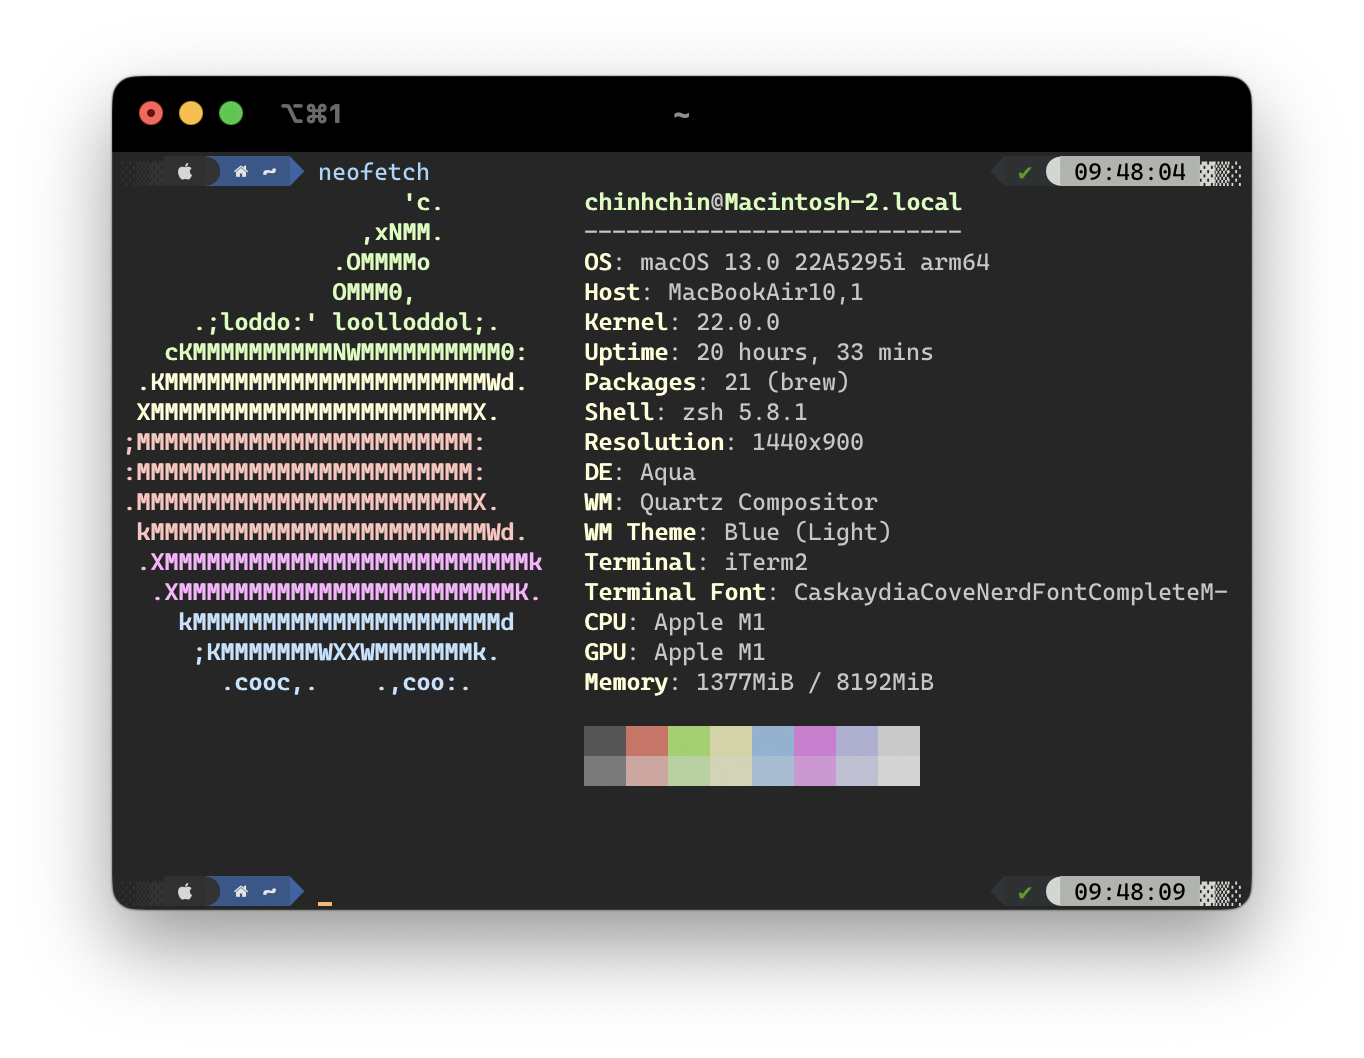 ⌥⌘1 ~
~ neofetch ✔ 09:48:04
'c. chinhchin@Macintosh-2.local
,xNMM. ---------------------------
.OMMMMo OS: macOS 13.0 22A5295i arm64
OMMM0, Host: MacBookAir10,1
.;loddo:' loolloddol;. Kernel: 22.0.0
cKMMMMMMMMMMNWMMMMMMMMMM0: Uptime: 20 hours, 33 mins
.KMMMMMMMMMMMMMMMMMMMMMMMWd. Packages: 21 (brew)
XMMMMMMMMMMMMMMMMMMMMMMMX. Shell: zsh 5.8.1
;MMMMMMMMMMMMMMMMMMMMMMMM: Resolution: 1440x900
:MMMMMMMMMMMMMMMMMMMMMMMM: DE: Aqua
.MMMMMMMMMMMMMMMMMMMMMMMMX. WM: Quartz Compositor
kMMMMMMMMMMMMMMMMMMMMMMMMWd. WM Theme: Blue (Light)
.XMMMMMMMMMMMMMMMMMMMMMMMMMMk Terminal: iTerm2
.XMMMMMMMMMMMMMMMMMMMMMMMMK. Terminal Font: CaskaydiaCoveNerdFontCompleteM-
kMMMMMMMMMMMMMMMMMMMMMMd CPU: Apple M1
;KMMMMMMMWXXWMMMMMMMk. GPU: Apple M1
.cooc,. .,coo:. Memory: 1377MiB / 8192MiB
~ ✔ 09:48:09